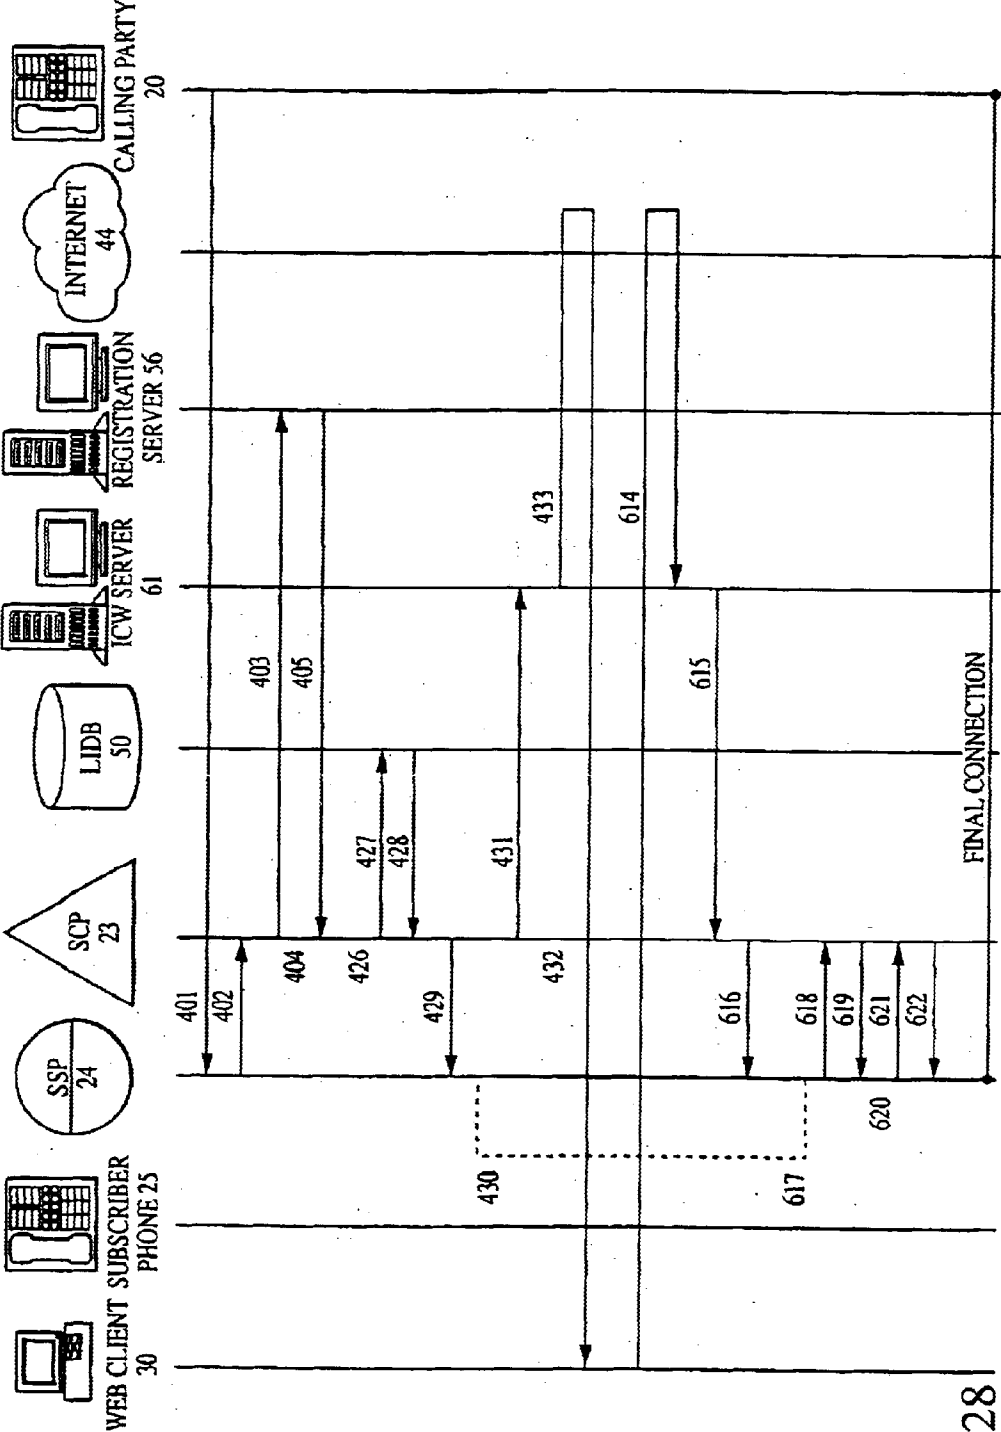 WEB CLIENT
30
SUBSCRIBER
PHONE 25
SSP
24
SCP
23
LIDB
50
ICW SERVER
61
REGISTRATION
SERVER 56
INTERNET
44
CALLING PARTY
20
401
402
403
404
405
426
427
428
429
430
431
432
433
614
615
616
617
618
619
620
621
622
FINAL CONNECTION
28